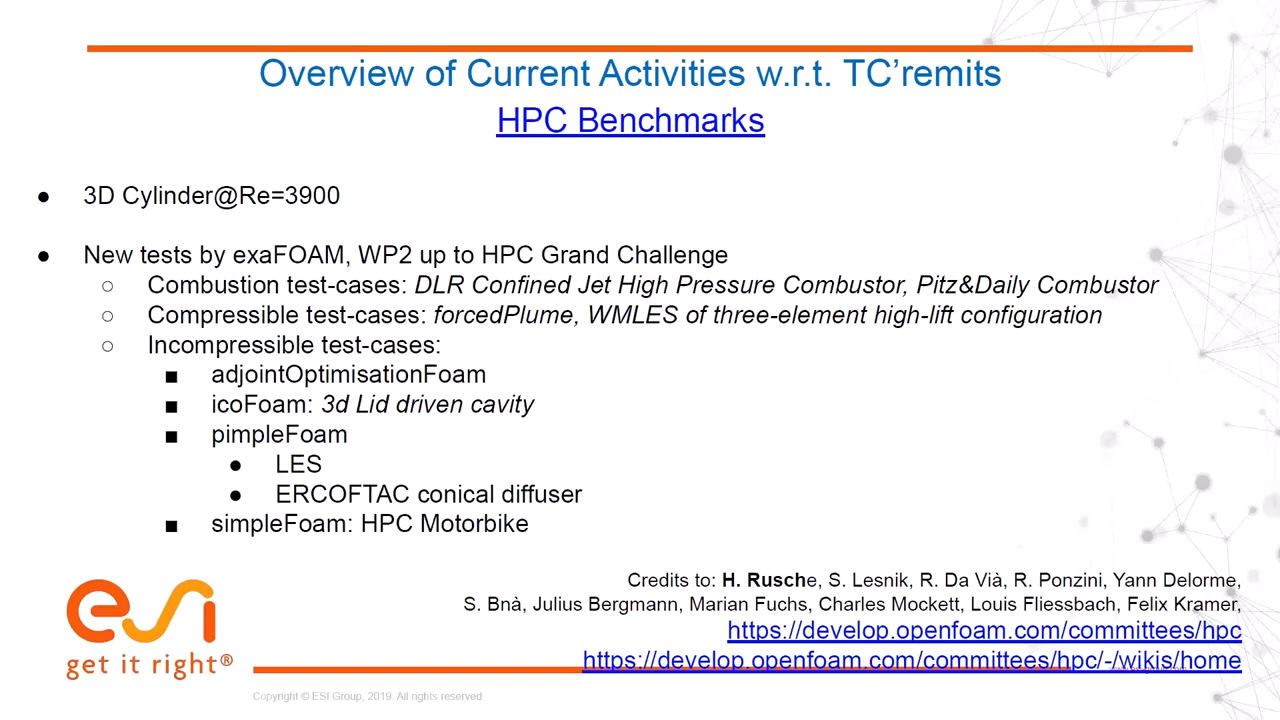 Overview of Current Activities w.r.t. TC’remits
HPC Benchmarks
● 3D Cylinder@Re=3900
● New tests by exaFOAM, WP2 up to HPC Grand Challenge
○ Combustion test-cases: DLR Confined Jet High Pressure Combustor, Pitz&Daily Combustor
○ Compressible test-cases: forcedPlume, WMLES of three-element high-lift configuration
○ Incompressible test-cases:
■ adjointOptimisationFoam
■ icoFoam: 3d Lid driven cavity
■ pimpleFoam
● LES
● ERCOFTAC conical diffuser
■ simpleFoam: HPC Motorbike
Credits to: H. Rusche, S. Lesnik, R. Da Vià, R. Ponzini, Yann Delorme,
S. Bnà, Julius Bergmann, Marian Fuchs, Charles Mockett, Louis Fliessbach, Felix Kramer,
https://develop.openfoam.com/committees/hpc
https://develop.openfoam.com/committees/hpc/-/wikis/home
esi
get it right®
Copyright © ESI Group, 2019. All rights reserved.